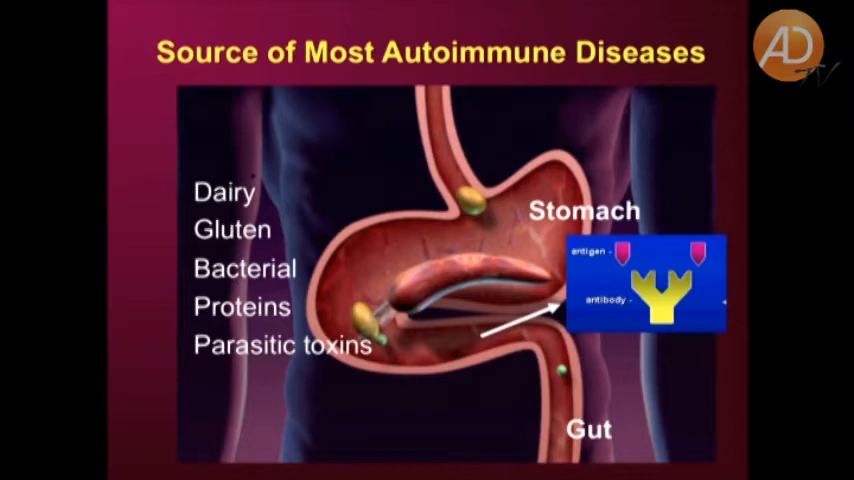 Source of Most Autoimmune Diseases
AD
TV
Dairy
Gluten
Bacterial
Proteins
Parasitic toxins
Stomach
antigen -
antibody -
Gut